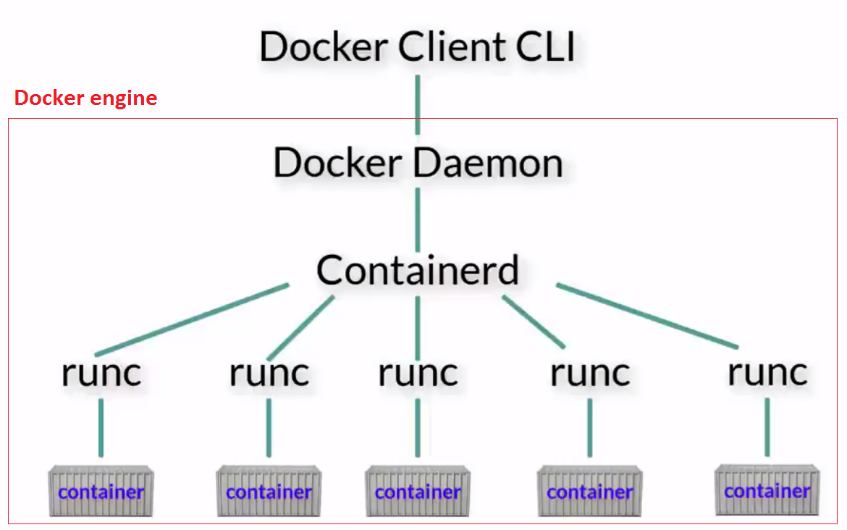 Docker Client CLI
Docker engine
Docker Daemon
Containerd
runc runc runc runc runc
container container container container container